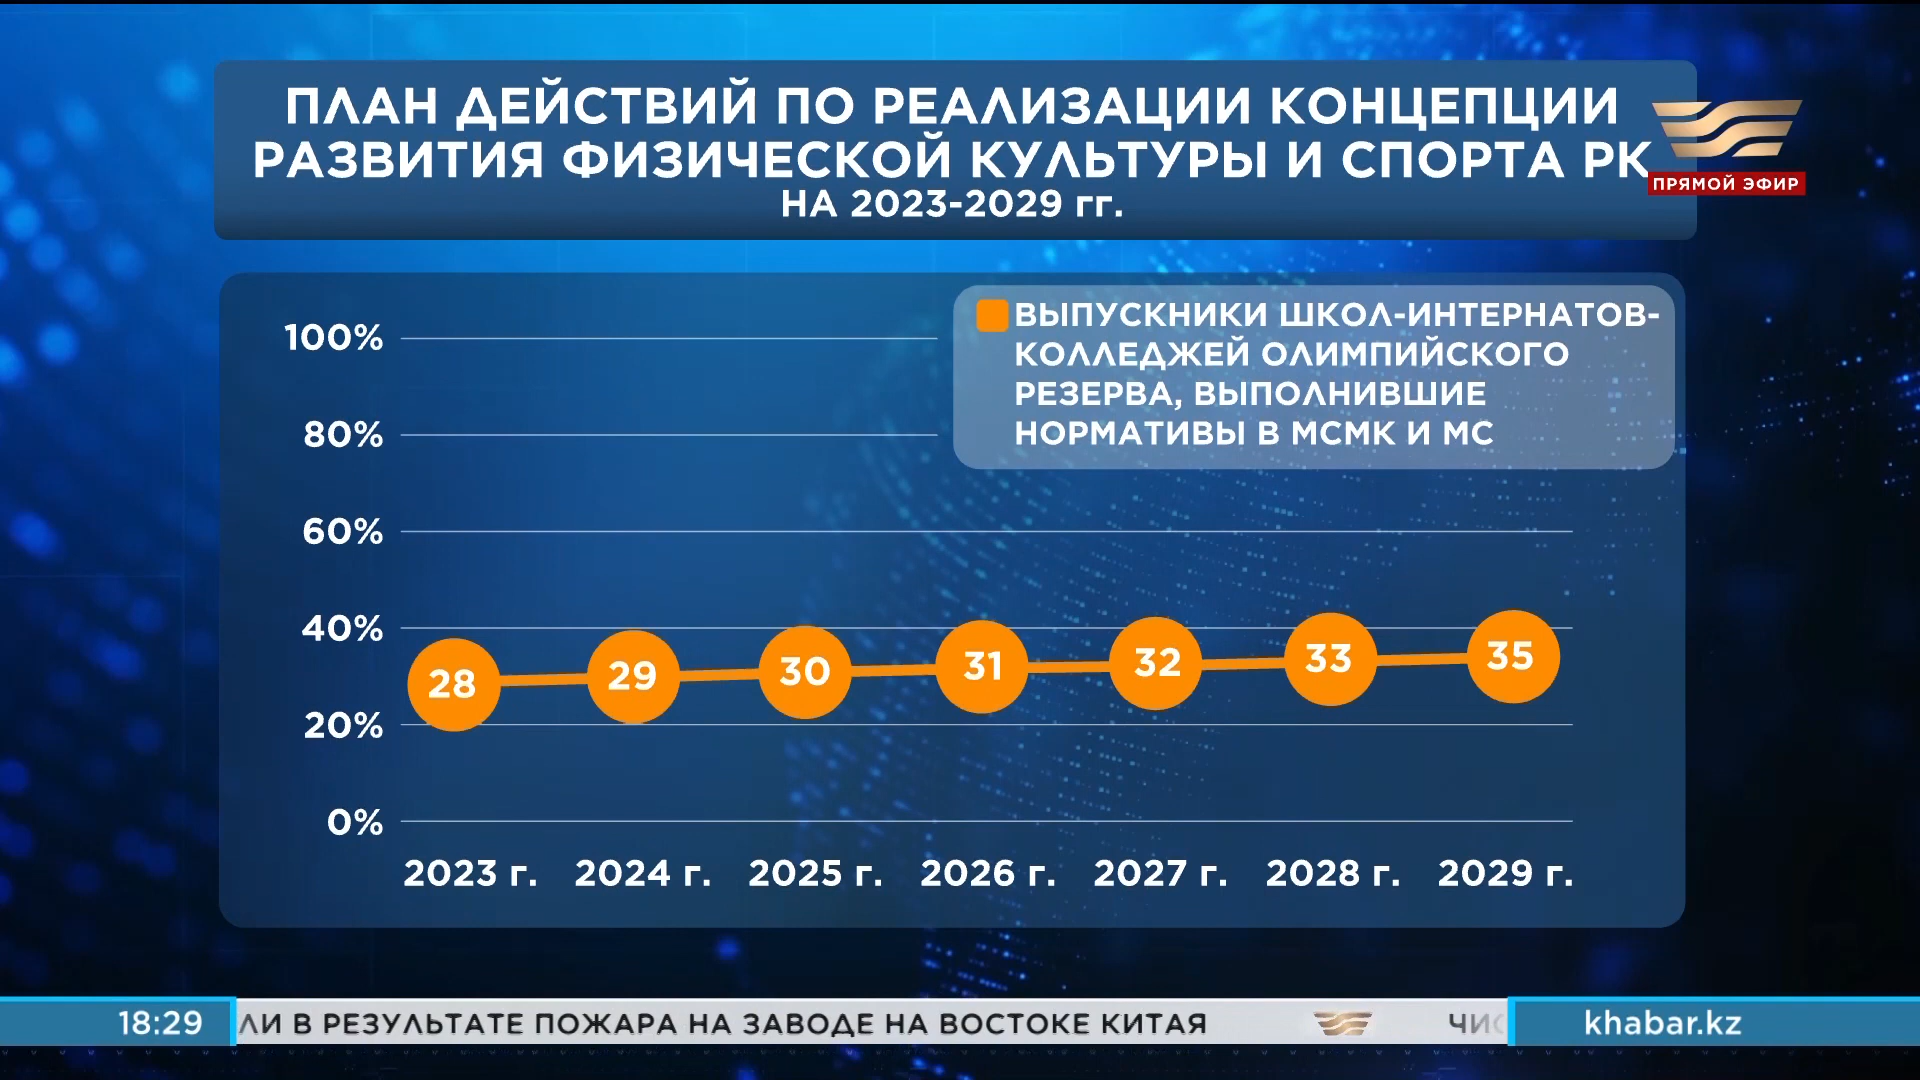 ПЛАН ДЕЙСТВИЙ ПО РЕАЛИЗАЦИИ КОНЦЕПЦИИ
РАЗВИТИЯ ФИЗИЧЕСКОЙ КУЛЬТУРЫ И СПОРТА РК
НА 2023-2029 гг.
ПРЯМОЙ ЭФИР
ВЫПУСКНИКИ ШКОЛ-ИНТЕРНАТОВ-
КОЛЛЕДЖЕЙ ОЛИМПИЙСКОГО
РЕЗЕРВА, ВЫПОЛНИВШИЕ
НОРМАТИВЫ В МСМК И МС
100%
80%
60%
40%
20%
0%
28 29 30 31 32 33 35
2023 г. 2024 г. 2025 г. 2026 г. 2027 г. 2028 г. 2029 г.
18:29
ЛИ В РЕЗУЛЬТАТЕ ПОЖАРА НА ЗАВОДЕ НА ВОСТОКЕ КИТАЯ
khabar.kz